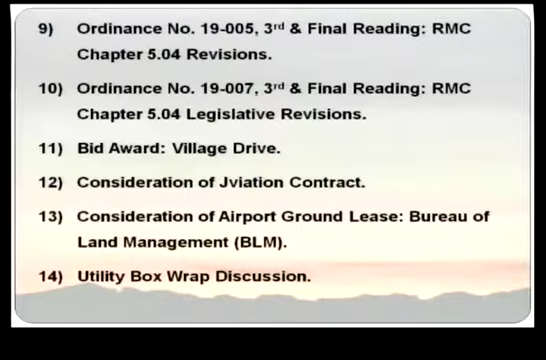 9) Ordinance No. 19-005, 3rd & Final Reading: RMC
Chapter 5.04 Revisions.
10) Ordinance No. 19-007, 3rd & Final Reading: RMC
Chapter 5.04 Legislative Revisions.
11) Bid Award: Village Drive.
12) Consideration of Jviation Contract.
13) Consideration of Airport Ground Lease: Bureau of
Land Management (BLM).
14) Utility Box Wrap Discussion.